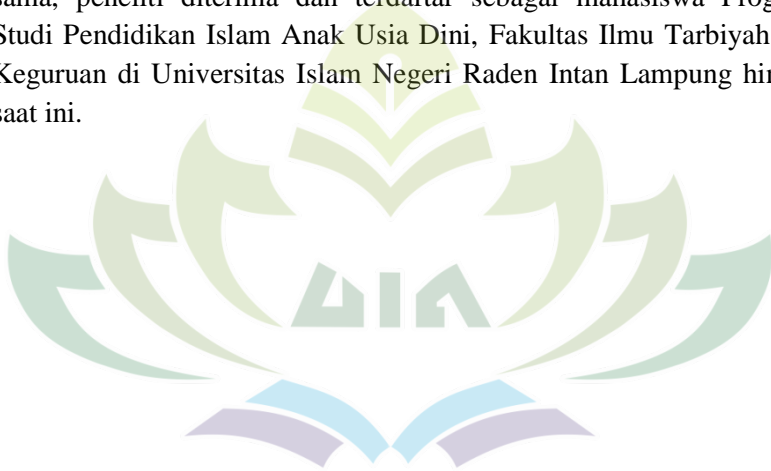 sama, peneliti diterima dan terdaftar sebagai mahasiswa Prog
Studi Pendidikan Islam Anak Usia Dini, Fakultas Ilmu Tarbiyah
Keguruan di Universitas Islam Negeri Raden Intan Lampung hin
saat ini.
UIN